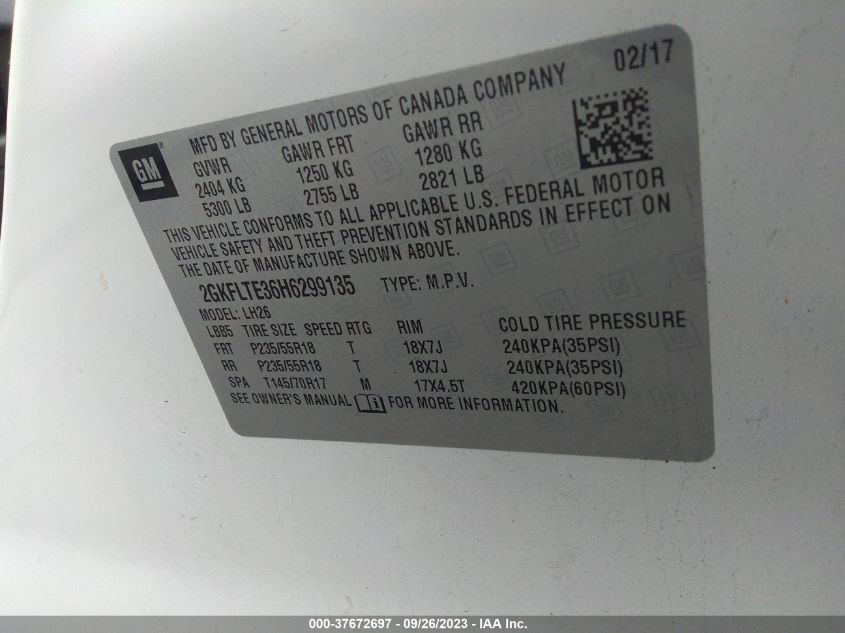 02/17
GM
MFD BY GENERAL MOTORS OF CANADA COMPANY
GVWR GAWR FRT GAWR RR
2404 KG 1250 KG 1280 KG
5300 LB 2755 LB 2821 LB
THIS VEHICLE CONFORMS TO ALL APPLICABLE U.S. FEDERAL MOTOR
VEHICLE SAFETY AND THEFT PREVENTION STANDARDS IN EFFECT ON
THE DATE OF MANUFACTURE SHOWN ABOVE.
2GKFLTE36H6299135 TYPE: M.P.V.
MODEL: LH26
L885 TIRE SIZE SPEED RTG RIM COLD TIRE PRESSURE
FRT P235/55R18 T 18X7J 240KPA(35PSI)
RR P235/55R18 T 18X7J 240KPA(35PSI)
SPA T145/70R17 M 17X4.5T 420KPA(60PSI)
SEE OWNER'S MANUAL i FOR MORE INFORMATION.
000-37672697 - 09/26/2023 - IAA Inc.